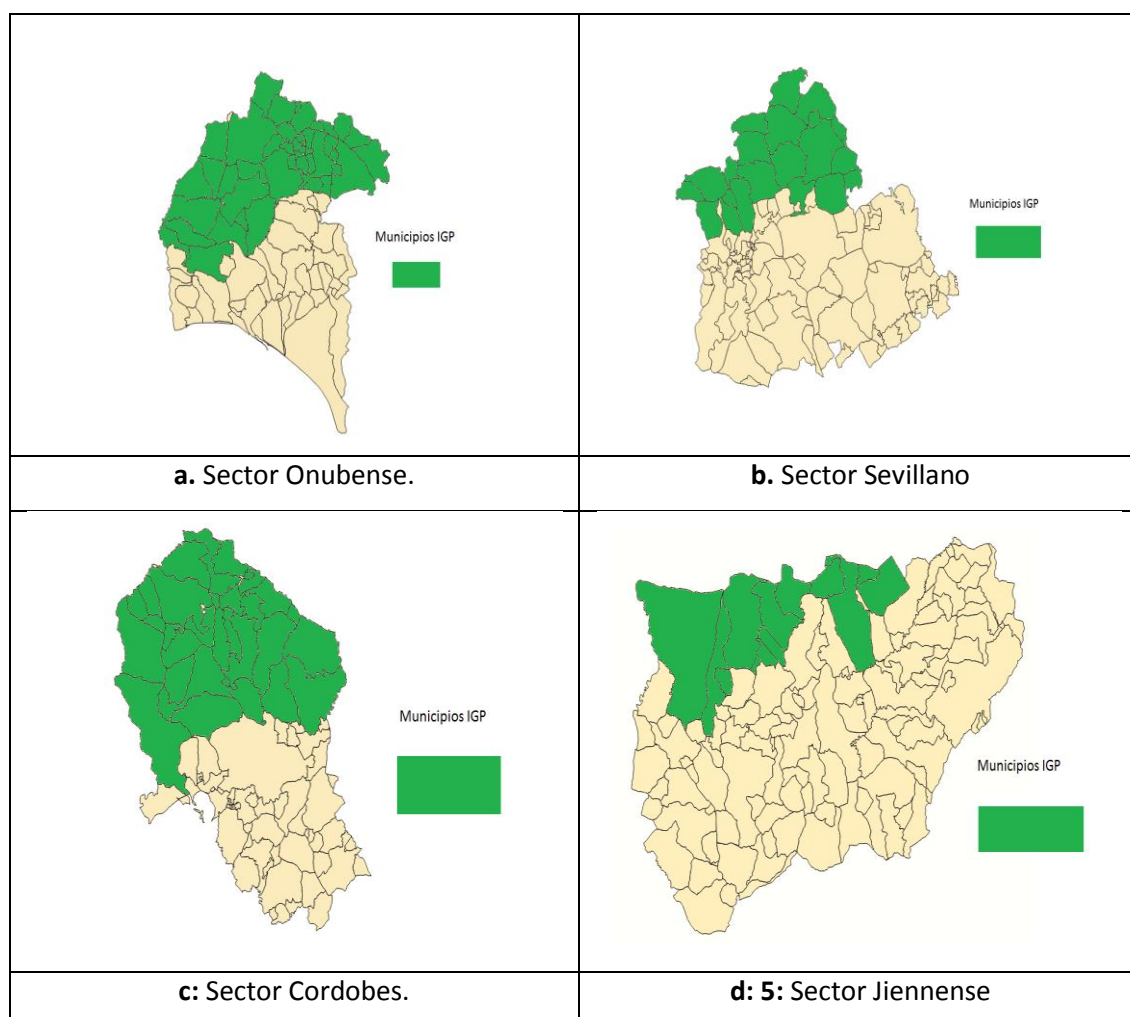 Municipios IGP
Municipios IGP
a. Sector Onubense.
b. Sector Sevillano
Municipios IGP
Municipios IGP
c: Sector Cordobes.
d: 5: Sector Jiennense